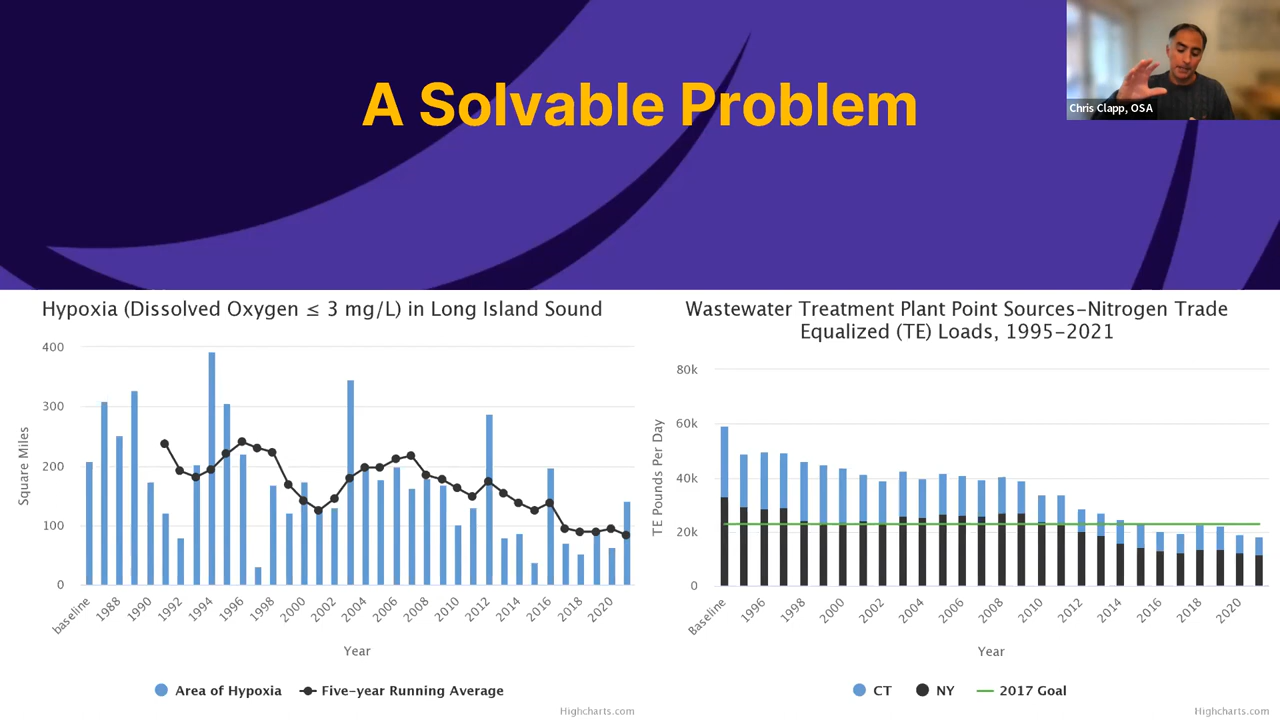 A Solvable Problem
Chris Clapp, OSA
Hypoxia (Dissolved Oxygen ≤ 3 mg/L) in Long Island Sound
400
300
200
100
0
Square Miles
baseline
1988
1990
1992
1994
1996
1998
2000
2002
2004
2006
2008
2010
2012
2014
2016
2018
2020
Year
Area of Hypoxia
Five-year Running Average
Highcharts.com
Wastewater Treatment Plant Point Sources-Nitrogen Trade
Equalized (TE) Loads, 1995-2021
80k
60k
40k
20k
0
TE Pounds Per Day
Baseline
1996
1998
2000
2002
2004
2006
2008
2010
2012
2014
2016
2018
2020
Year
CT
NY
2017 Goal
Highcharts.com